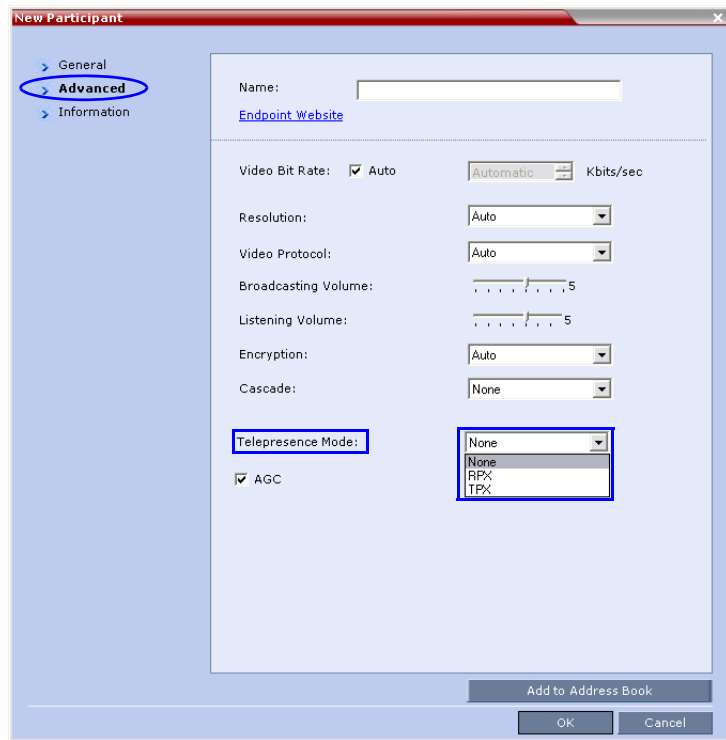 New Participant
General
Advanced
Information
Name:
Endpoint Website
Video Bit Rate: Auto Automatic Kbits/sec
Resolution: Auto
Video Protocol: Auto
Broadcasting Volume: 5
Listening Volume: 5
Encryption: Auto
Cascade: None
Telepresence Mode: None
None
RPX
TPX
AGC
Add to Address Book
OK Cancel